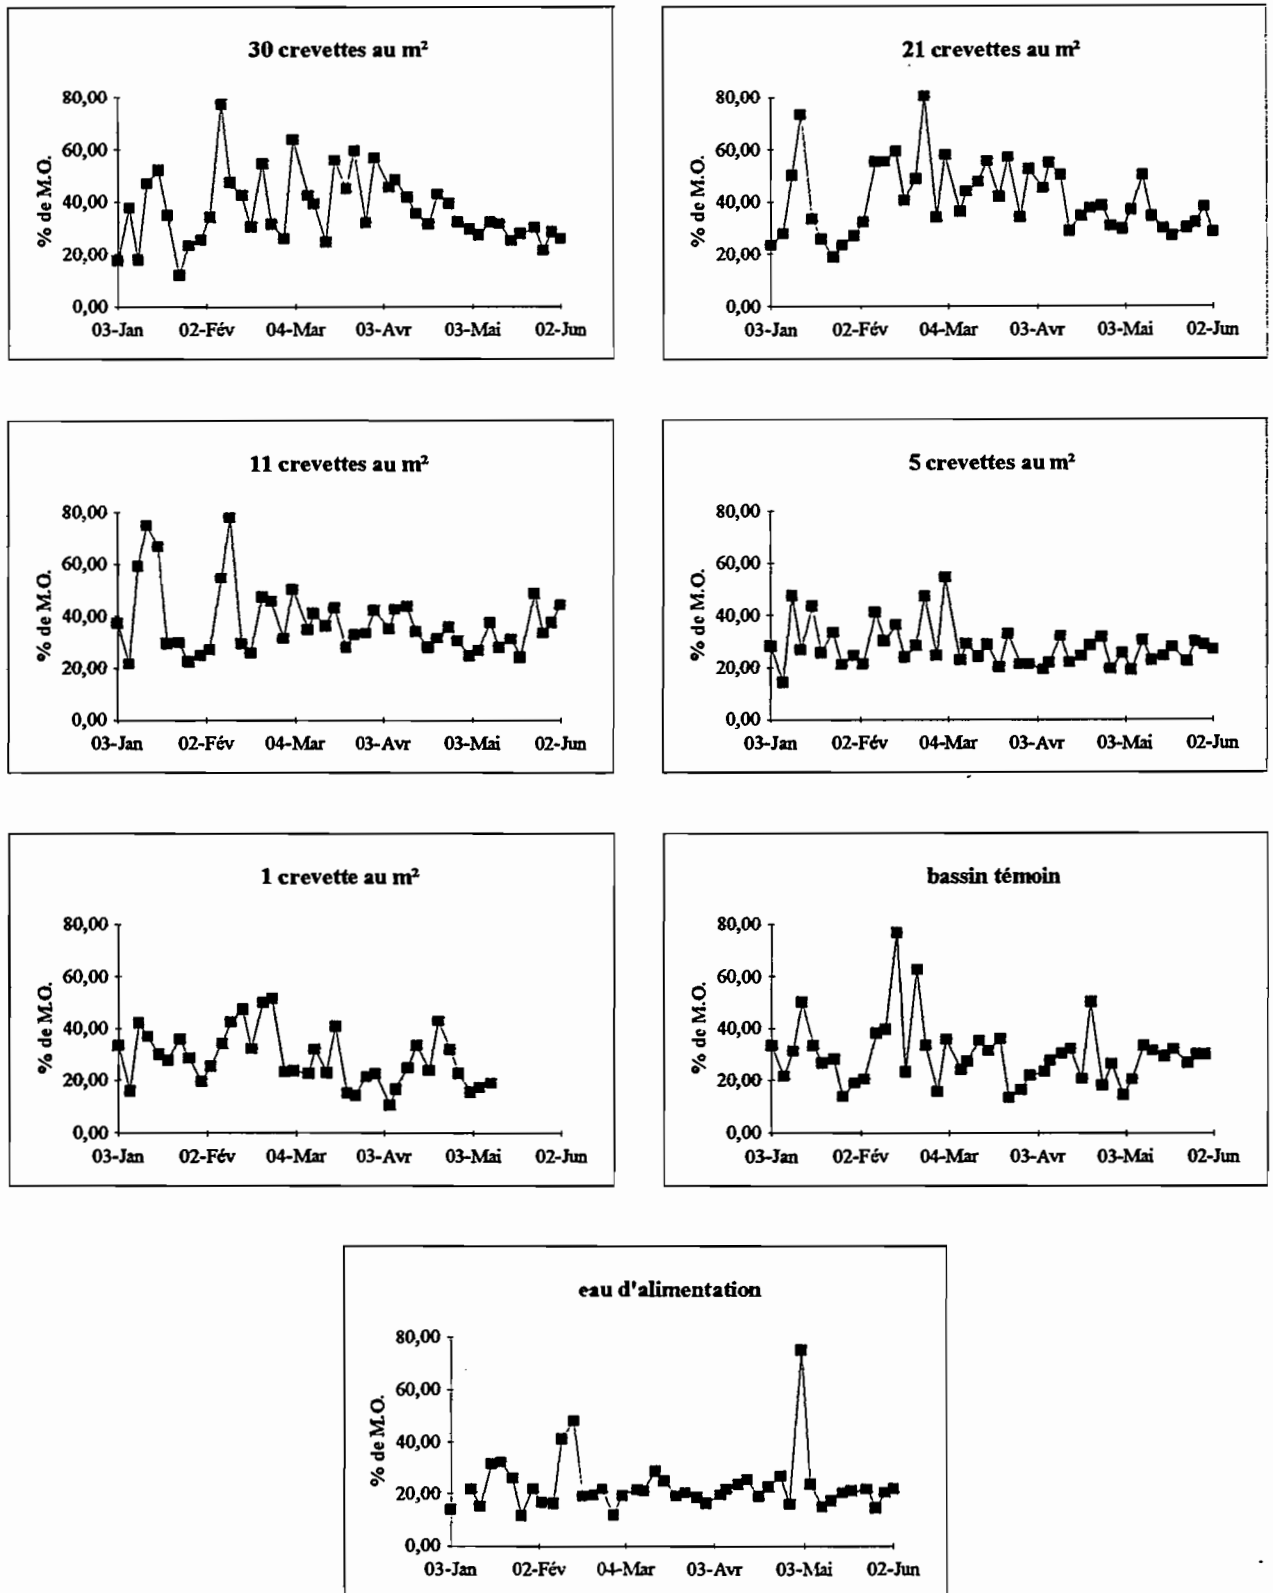 30 crevettes au m²
80,00
60,00
40,00
20,00
0,00
% de M.O.
03-Jan 02-Fév 04-Mar 03-Avr 03-Mai 02-Jun
21 crevettes au m²
80,00
60,00
40,00
20,00
0,00
% de M.O.
03-Jan 02-Fév 04-Mar 03-Avr 03-Mai 02-Jun
11 crevettes au m²
80,00
60,00
40,00
20,00
0,00
% de M.O.
03-Jan 02-Fév 04-Mar 03-Avr 03-Mai 02-Jun
5 crevettes au m²
80,00
60,00
40,00
20,00
0,00
% de M.O.
03-Jan 02-Fév 04-Mar 03-Avr 03-Mai 02-Jun
1 crevette au m²
80,00
60,00
40,00
20,00
0,00
% de M.O.
03-Jan 02-Fév 04-Mar 03-Avr 03-Mai 02-Jun
bassin témoin
80,00
60,00
40,00
20,00
0,00
% de M.O.
03-Jan 02-Fév 04-Mar 03-Avr 03-Mai 02-Jun
eau d'alimentation
80,00
60,00
40,00
20,00
0,00
% de M.O.
03-Jan 02-Fév 04-Mar 03-Avr 03-Mai 02-Jun